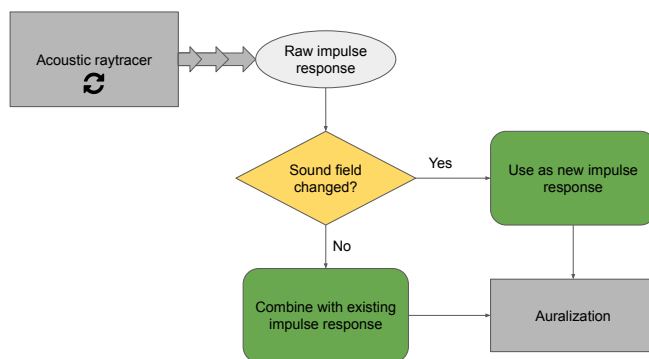 Acoustic raytracer
Raw impulse
response
Sound field
changed?
Yes
Use as new impulse
response
No
Combine with existing
impulse response
Auralization